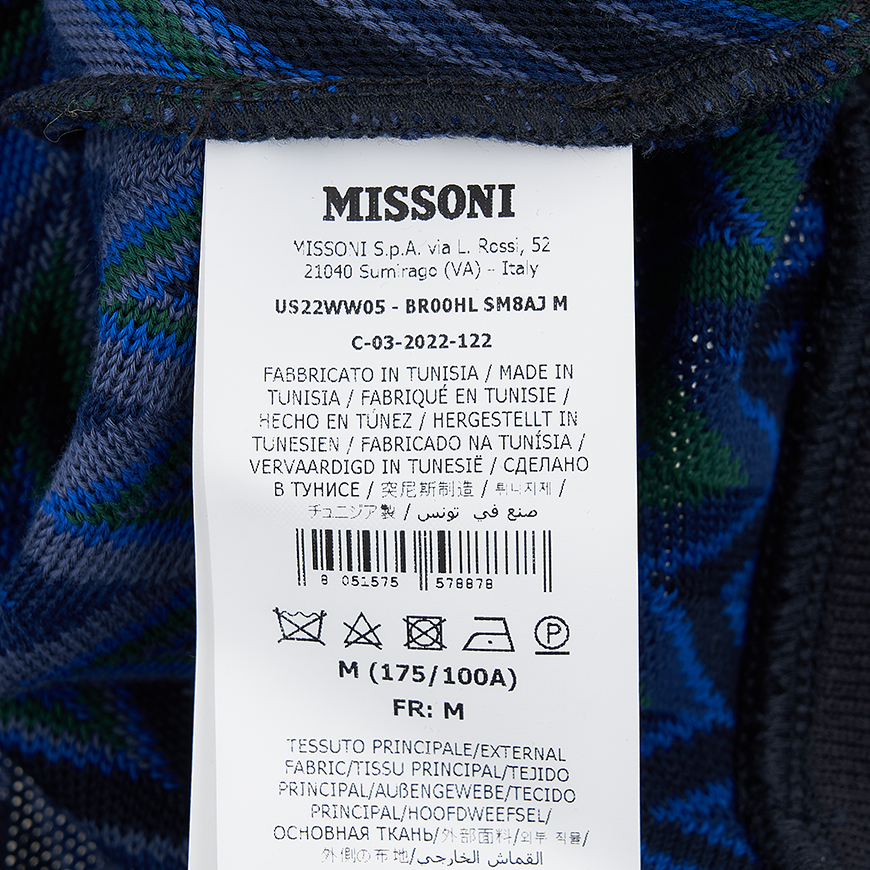 MISSONI
MISSONI S.p.A. via L. Rossi, 52
21040 Sumirago (VA) - Italy
US22WW05 - BR00HL SM8AJ M
C-03-2022-122
FABBRICATO IN TUNISIA / MADE IN
TUNISIA / FABRIQUÉ EN TUNISIE /
HECHO EN TÚNEZ / HERGESTELLT IN
TUNESIEN / FABRICADO NA TUNÍSIA /
VERVAARDIGD IN TUNESIË / СДЕЛАНО
В ТУНИСЕ / 突尼斯制造 / 튀니지제 /
チュニジア製 / صنع في تونس
8 051575 578878
P
M (175/100A)
FR: M
TESSUTO PRINCIPALE/EXTERNAL
FABRIC/TISSU PRINCIPAL/TEJIDO
PRINCIPAL/AUßENGEWEBE/TECIDO
PRINCIPAL/HOOFDWEEFSEL/
ОСНОВНАЯ ТКАНЬ/外部面料/외부 직물/
外側の布地/القماش الخارجي